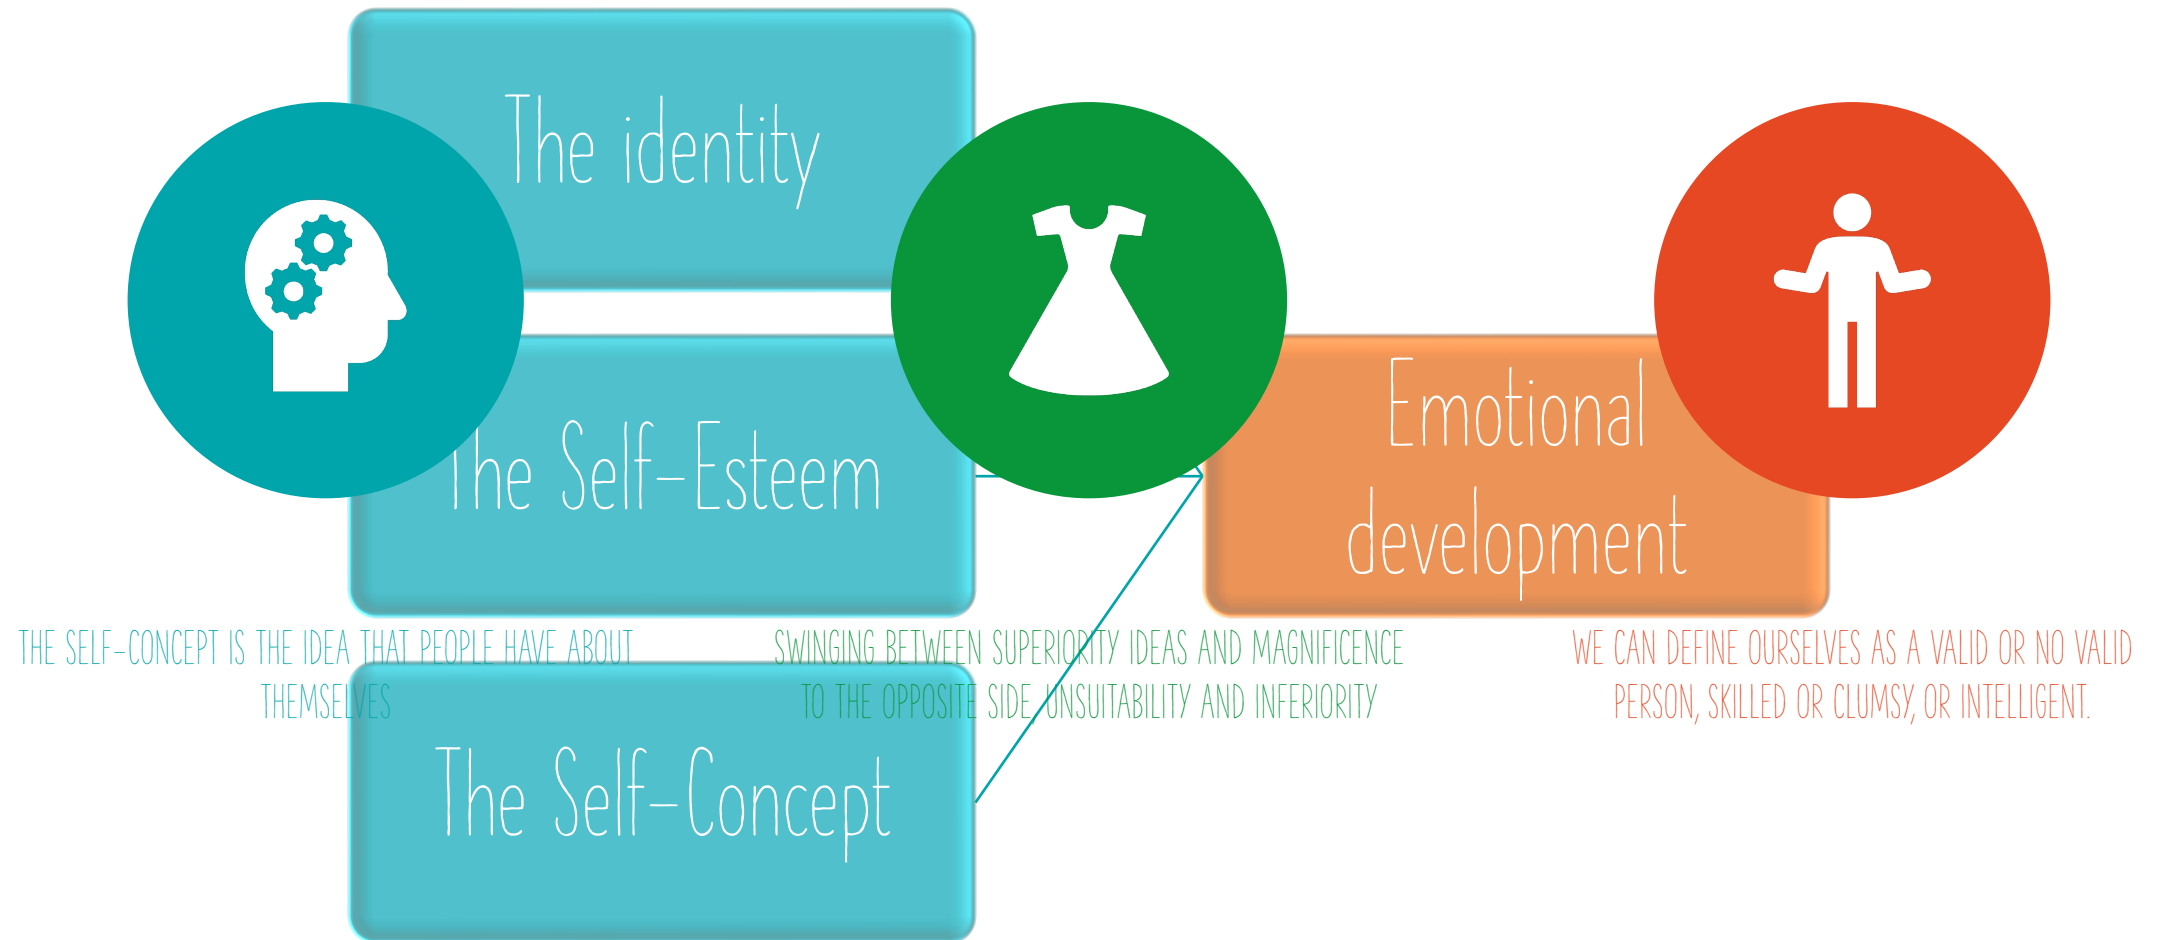 The identity
The Self-Esteem
Emotional
development
THE SELF-CONCEPT IS THE IDEA THAT PEOPLE HAVE ABOUT
THEMSELVES
SWINGING BETWEEN SUPERIORITY IDEAS AND MAGNIFICENCE
TO THE OPPOSITE SIDE, UNSUITABILITY AND INFERIORITY
WE CAN DEFINE OURSELVES AS A VALID OR NO VALID
PERSON, SKILLED OR CLUMSY, OR INTELLIGENT.
The Self-Concept